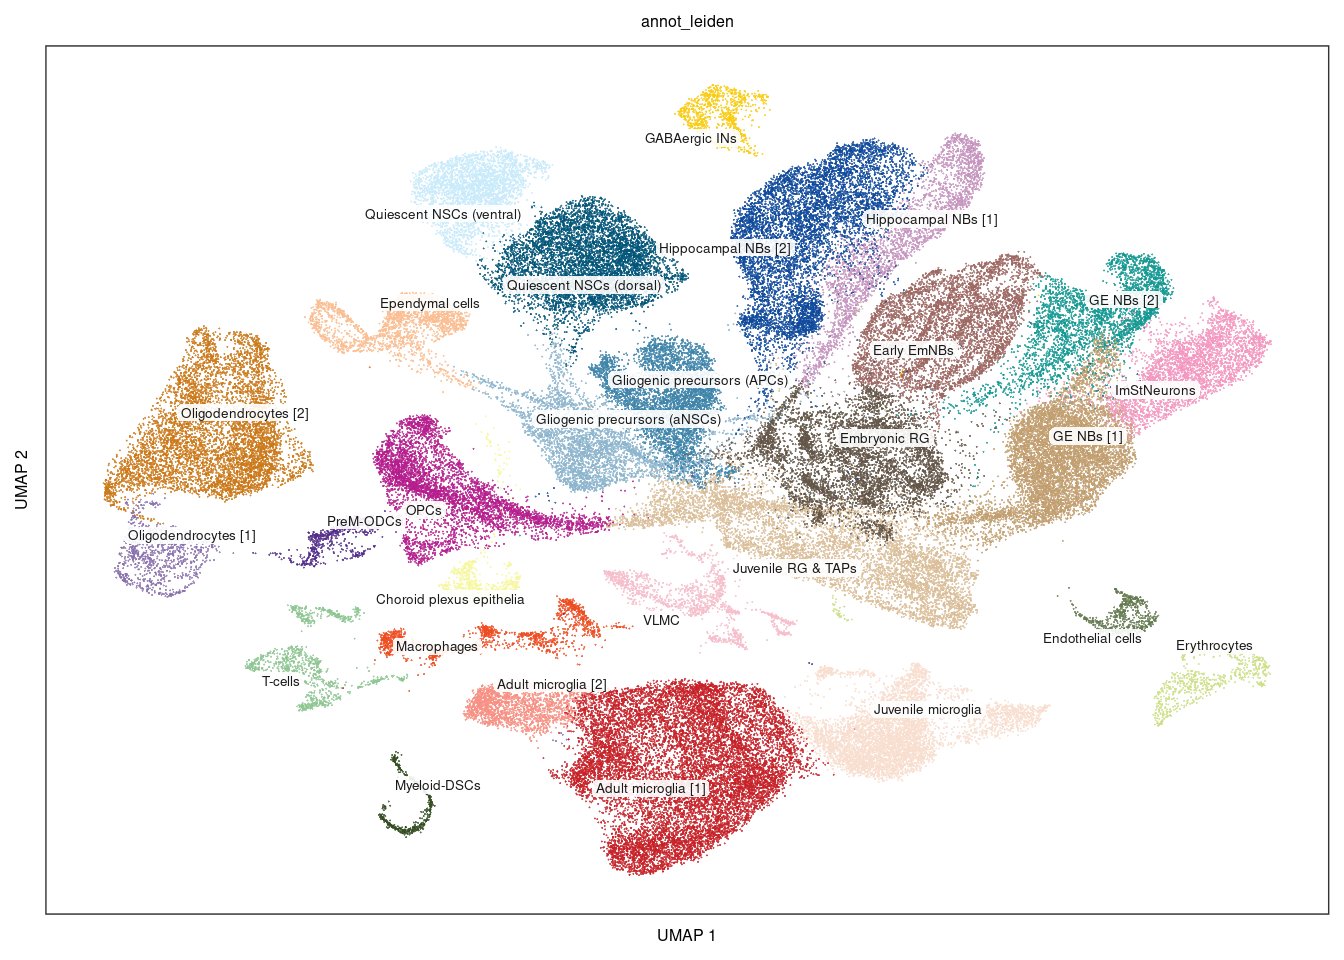 annot_leiden
GABAergic INs
Quiescent NSCs (ventral)
Hippocampal NBs [1]
Hippocampal NBs [2]
Quiescent NSCs (dorsal)
Ependymal cells
GE NBs [2]
Early EmNBs
Gliogenic precursors (APCs)
ImStNeurons
Oligodendrocytes [2]
Gliogenic precursors (aNSCs)
Embryonic RG
GE NBs [1]
UMAP 2
OPCs
PreM-ODCs
Oligodendrocytes [1]
Juvenile RG & TAPs
Choroid plexus epithelia
VLMC
Endothelial cells
Macrophages
Erythrocytes
T-cells
Adult microglia [2]
Juvenile microglia
Myeloid-DSCs
Adult microglia [1]
UMAP 1